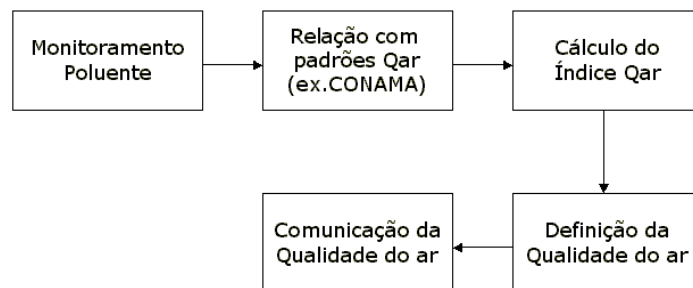 Monitoramento
Poluente
Relação com
padrões Qar
(ex.CONAMA)
Cálculo do
Índice Qar
Definição da
Qualidade do ar
Comunicação da
Qualidade do ar